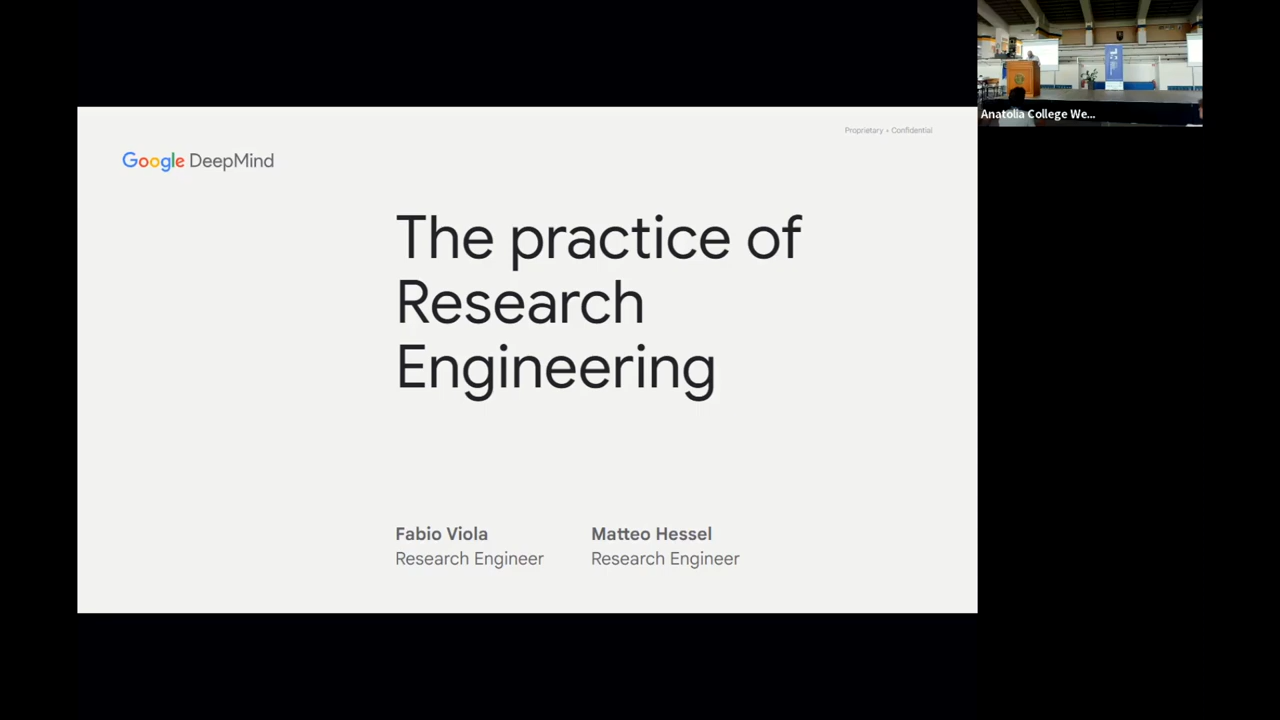 Proprietary + Confidential
Google DeepMind
The practice of
Research
Engineering
Fabio Viola
Research Engineer
Matteo Hessel
Research Engineer
Anatolia College We...